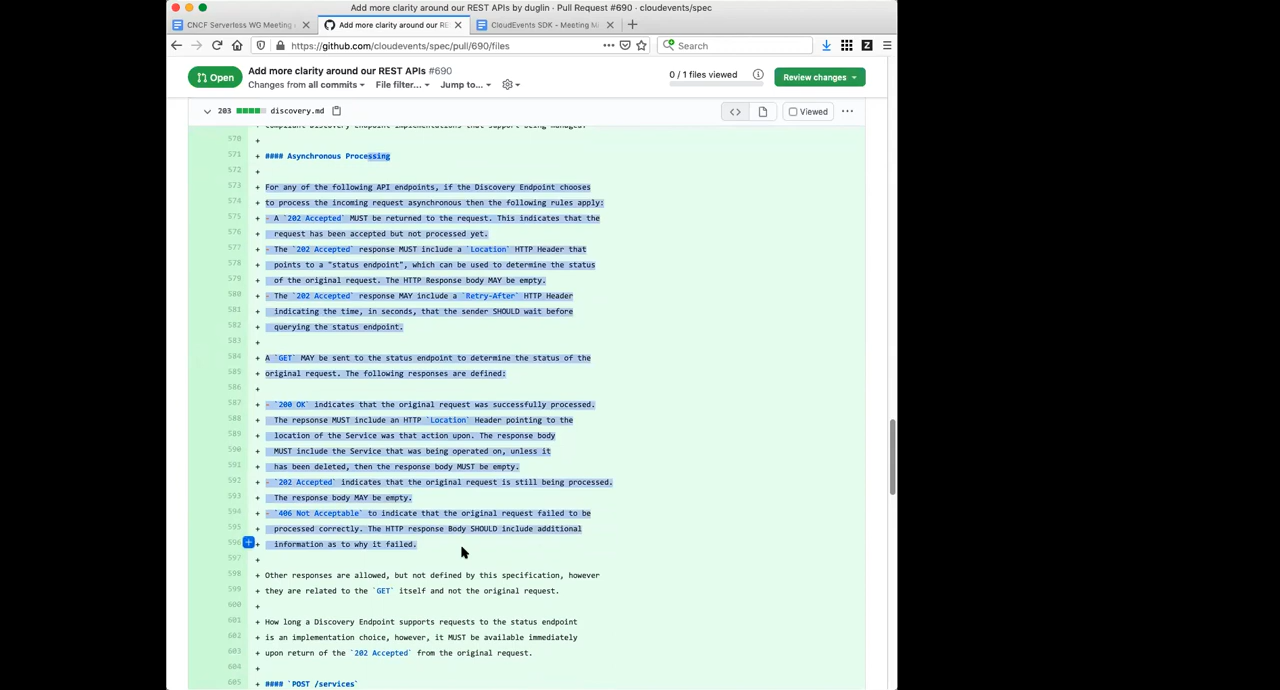 Add more clarity around our REST APIs by duglin · Pull Request #690 · cloudevents/spec
CNCF Serverless WG Meeting
Add more clarity around our RE
CloudEvents SDK - Meeting M
https://github.com/cloudevents/spec/pull/690/files
Search
Open
Add more clarity around our REST APIs #690
Changes from all commits
File filter...
Jump to...
0 / 1 files viewed
Review changes
203 discovery.md
Viewed
compliant Discovery Endpoint implementations that support being managed.
570 +
571 + #### Asynchronous Processing
572 +
573 + For any of the following API endpoints, if the Discovery Endpoint chooses
574 + to process the incoming request asynchronous then the following rules apply:
575 + - A `202 Accepted` MUST be returned to the request. This indicates that the
576 + request has been accepted but not processed yet.
577 + - The `202 Accepted` response MUST include a `Location` HTTP Header that
578 + points to a "status endpoint", which can be used to determine the status
579 + of the original request. The HTTP Response body MAY be empty.
580 + - The `202 Accepted` response MAY include a `Retry-After` HTTP Header
581 + indicating the time, in seconds, that the sender SHOULD wait before
582 + querying the status endpoint.
583 +
584 + A `GET` MAY be sent to the status endpoint to determine the status of the
585 + original request. The following responses are defined:
586 +
587 + - `200 OK` indicates that the original request was successfully processed.
588 + The reponse MUST include an HTTP `Location` Header pointing to the
589 + location of the Service was that action upon. The response body
590 + MUST include the Service that was being operated on, unless it
591 + has been deleted, then the response body MUST be empty.
592 + - `202 Accepted` indicates that the original request is still being processed.
593 + The response body MAY be empty.
594 + - `406 Not Acceptable` to indicate that the original request failed to be
595 + processed correctly. The HTTP response Body SHOULD include additional
596 + information as to why it failed.
597 +
598 + Other responses are allowed, but not defined by this specification, however
599 + they are related to the `GET` itself and not the original request.
600 +
601 + How long a Discovery Endpoint supports requests to the status endpoint
602 + is an implementation choice, however, it MUST be available immediately
603 + upon return of the `202 Accepted` from the original request.
604 +
605 + #### `POST /services`